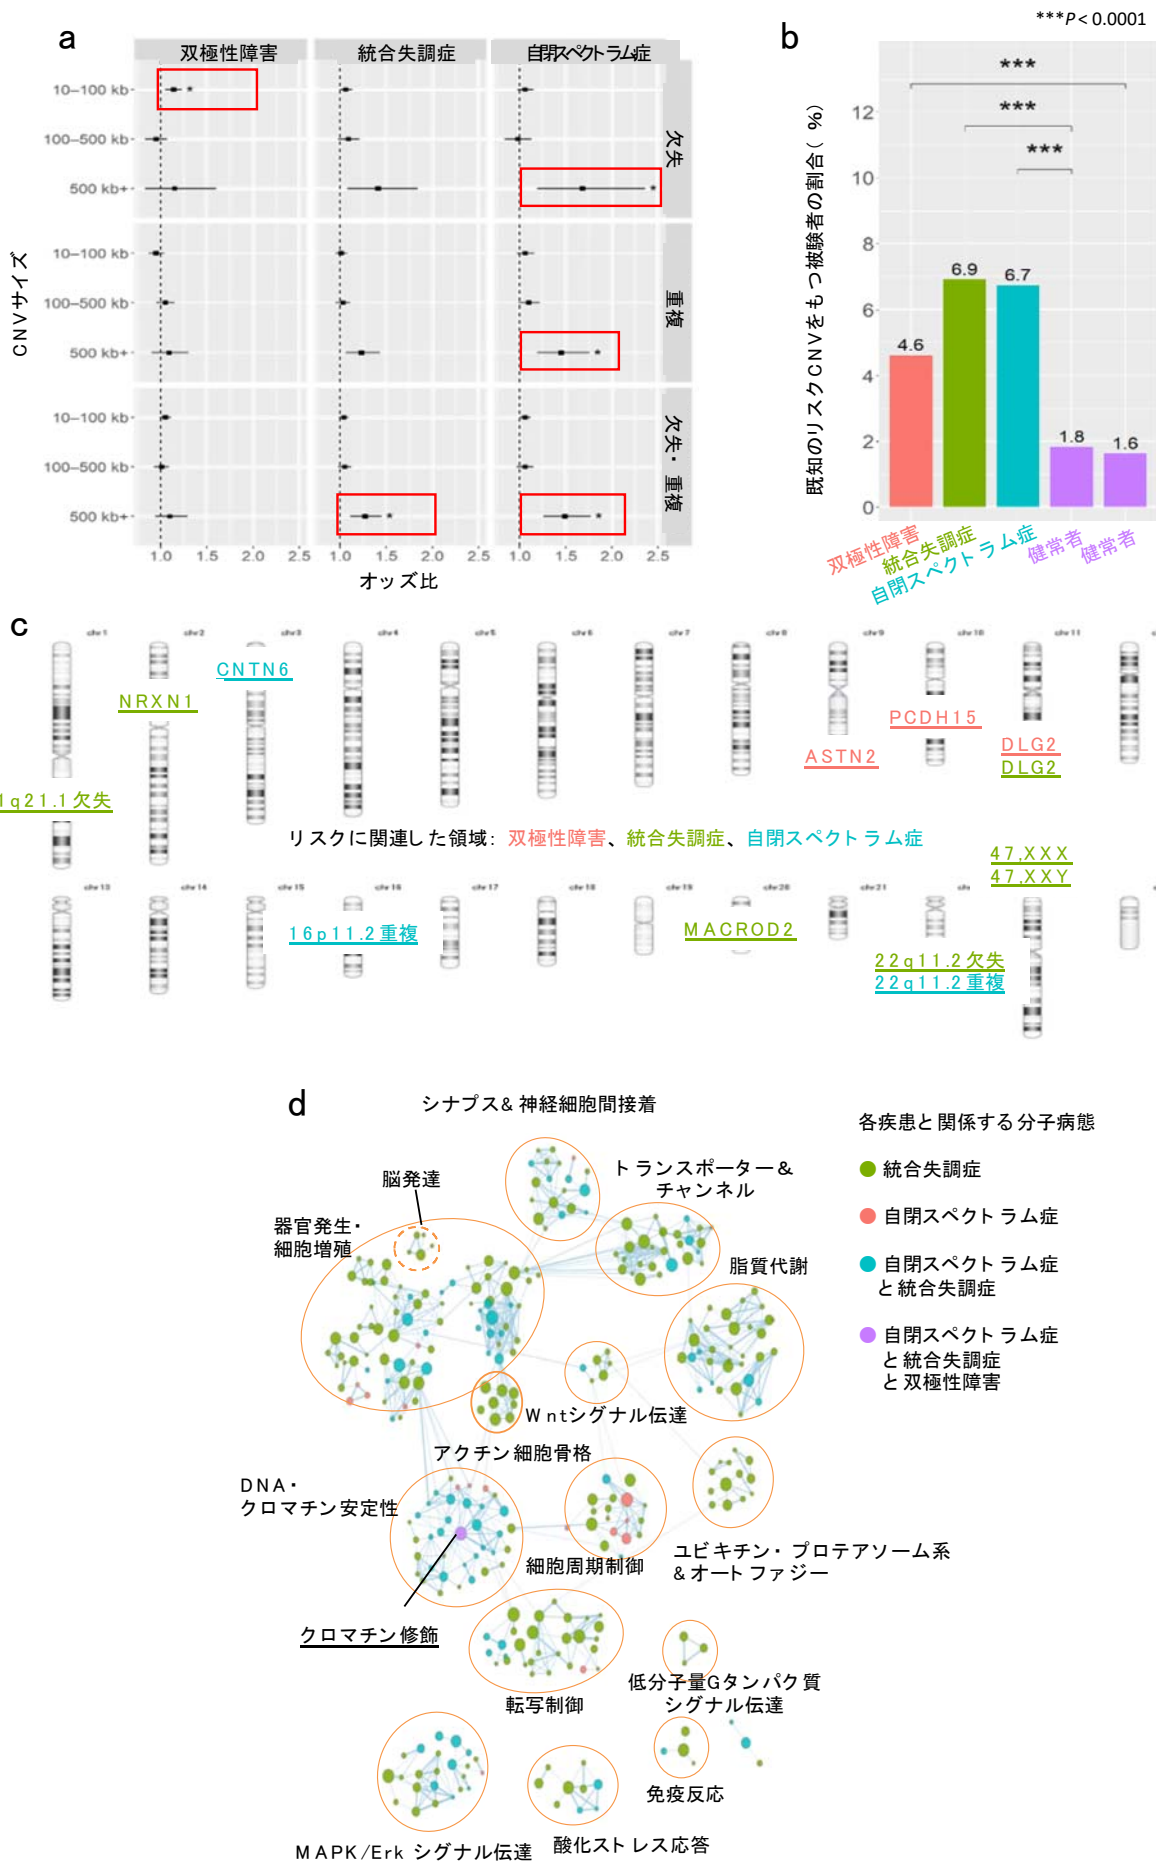 ***P< 0.0001
a
双極性障害
統合失調症
自閉スペクトラム症
CNVサイズ
10–100 kb
100–500 kb
500 kb+
欠失
*
*
10–100 kb
100–500 kb
500 kb+
重複
*
10–100 kb
100–500 kb
500 kb+
欠失・重複
*
*
1.0 1.5 2.0 2.5
1.0 1.5 2.0 2.5
1.0 1.5 2.0 2.5
オッズ比
b
既知のリスクCNVをもつ被験者の割合(%)
12
10
8
6
4
2
0
***
***
***
4.6
6.9
6.7
1.8
1.6
双極性障害
統合失調症
自閉スペクトラム症
健常者
健常者
c
chr1 chr2 chr3 chr4 chr5 chr6 chr7 chr8 chr9 chr10 chr11
CNTN6
NRXN1
PCDH15
ASTN2
DLG2
DLG2
1q21.1欠失
リスクに関連した領域: 双極性障害、統合失調症、自閉スペクトラム症
47,XXX
47,XXY
chr13 chr14 chr15 chr16 chr17 chr18 chr19 chr20 chr21
16p11.2重複
MACROD2
22q11.2欠失
22q11.2重複
d
シナプス&神経細胞間接着
脳発達
トランスポーター&
チャンネル
器官発生・
細胞増殖
脂質代謝
Wntシグナル伝達
アクチン細胞骨格
DNA・
クロマチン安定性
細胞周期制御
ユビキチン・プロテアソーム系
&オートファジー
クロマチン修飾
転写制御
低分子量Gタンパク質
シグナル伝達
免疫反応
MAPK/Erk シグナル伝達
酸化ストレス応答
各疾患と関係する分子病態
統合失調症
自閉スペクトラム症
自閉スペクトラム症
と統合失調症
自閉スペクトラム症
と統合失調症
と双極性障害